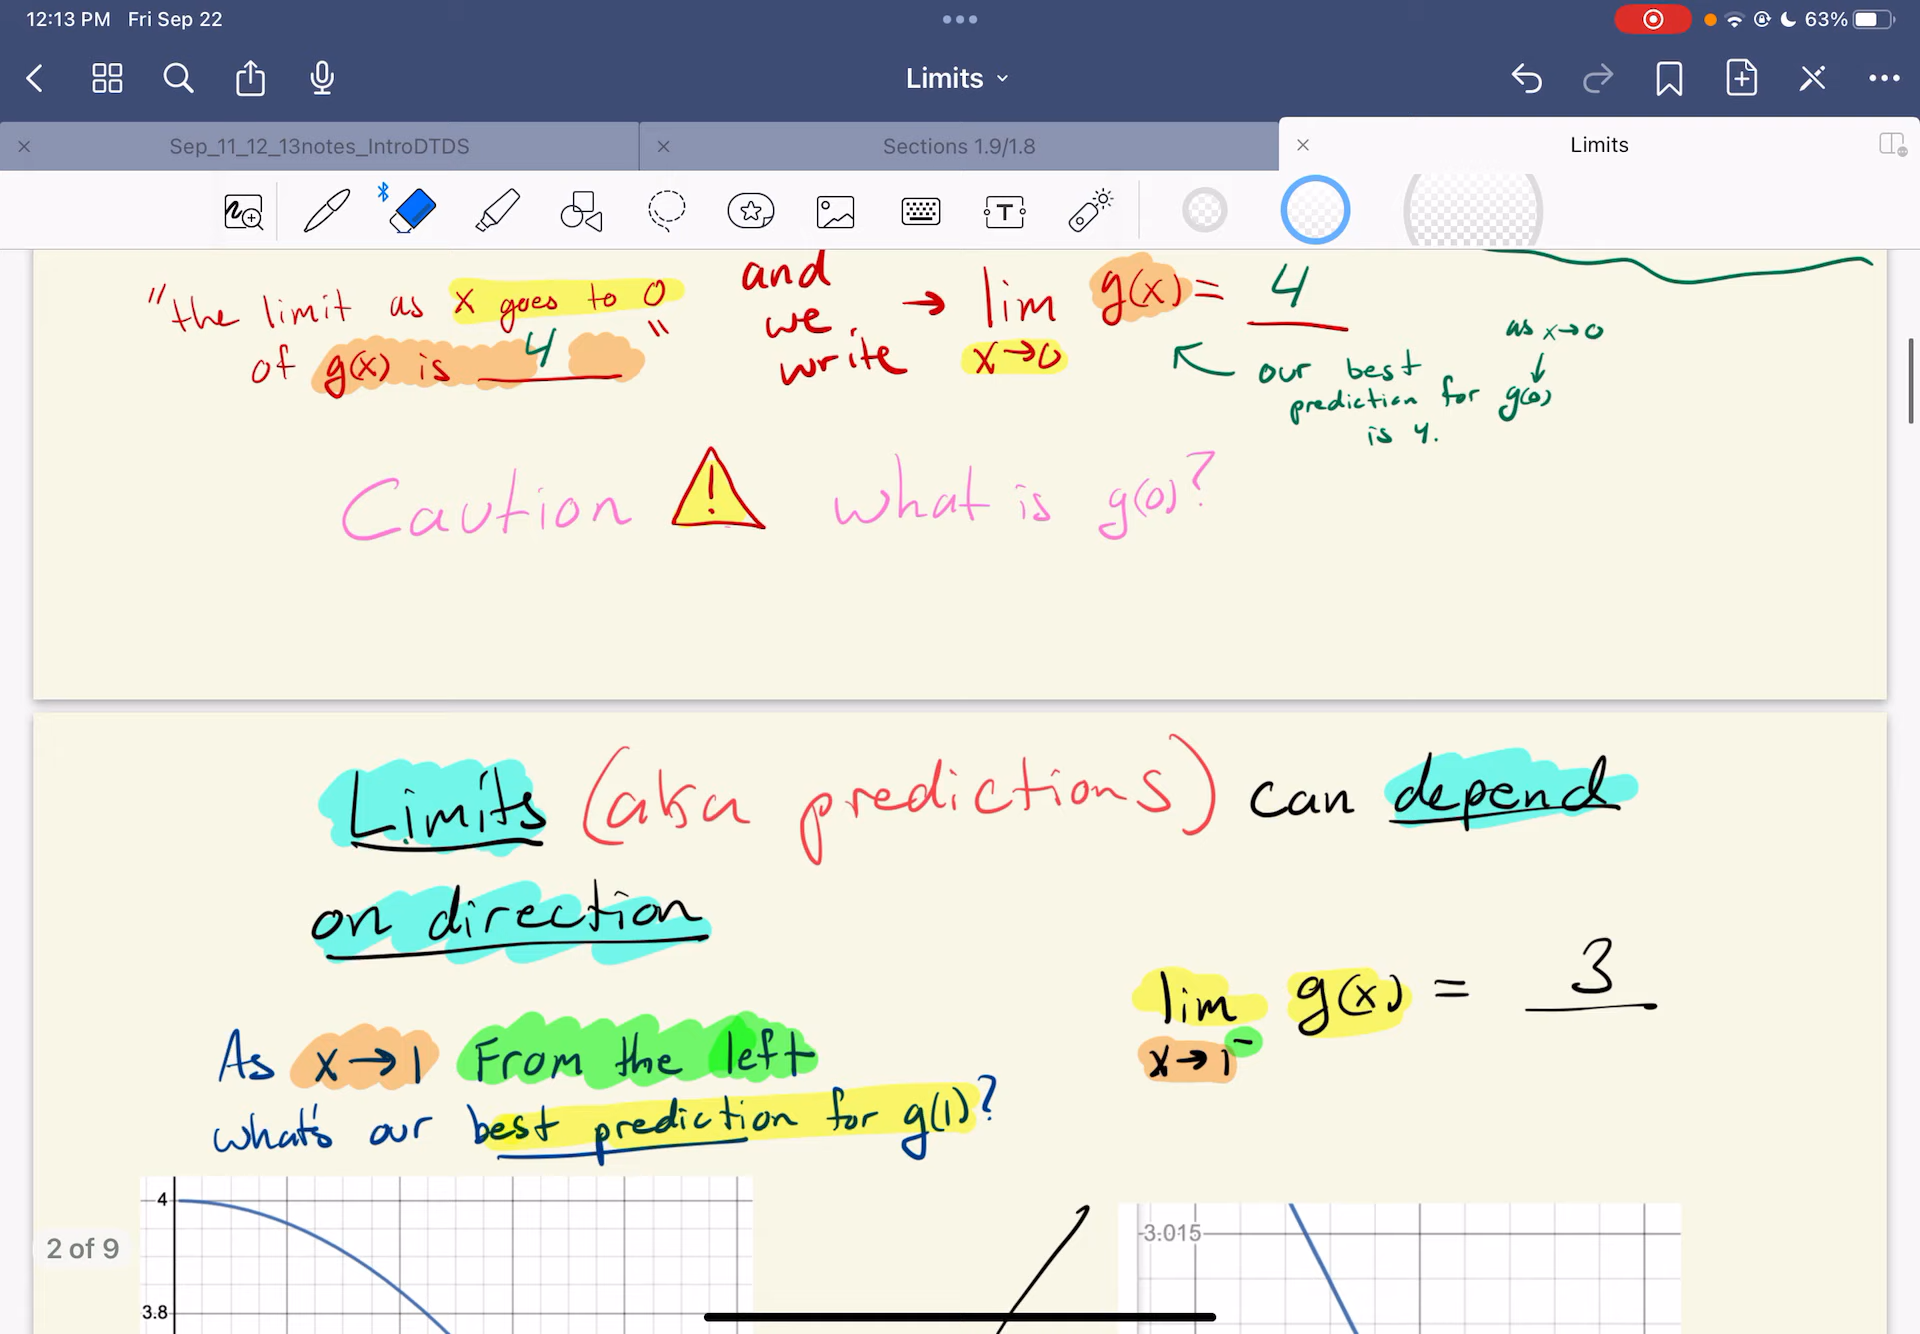 12:13 PM Fri Sep 22
63%
Limits
Sep_11_12_13notes_IntroDTDS
Sections 1.9/1.8
Limits
T
"the limit as x goes to 0
of g(x) is 4 "
and
we
write
→ lim g(x) = 4
x→0
as x→0
our best
prediction for g(0)
is 4.
Caution ! what is g(0)?
Limits (aka predictions) can depend
on direction
As x→1 From the left
what's our best prediction for g(1)?
lim g(x) = 3
x→1⁻
4
3.8
3.015
2 of 9